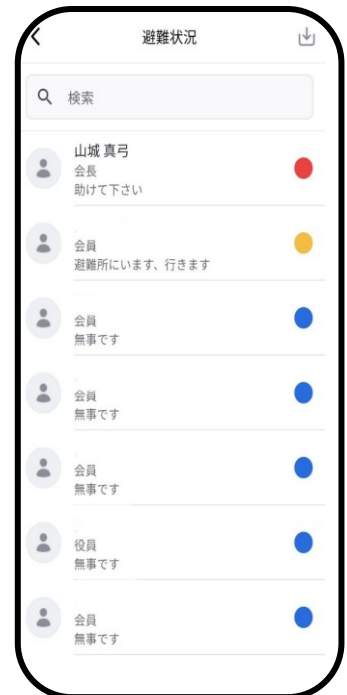 避難状況
検索
山城 真弓
会長
助けて下さい
会員
避難所にいます、行きます
会員
無事です
会員
無事です
会員
無事です
役員
無事です
会員
無事です